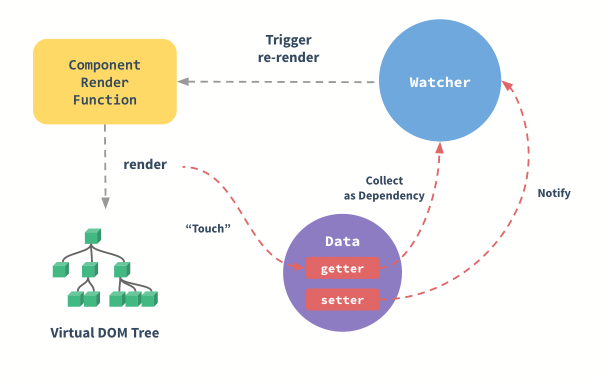 Trigger
re-render
Component
Render
Function
Watcher
render
Collect
as Dependency
Notify
“Touch”
Data
getter
setter
Virtual DOM Tree